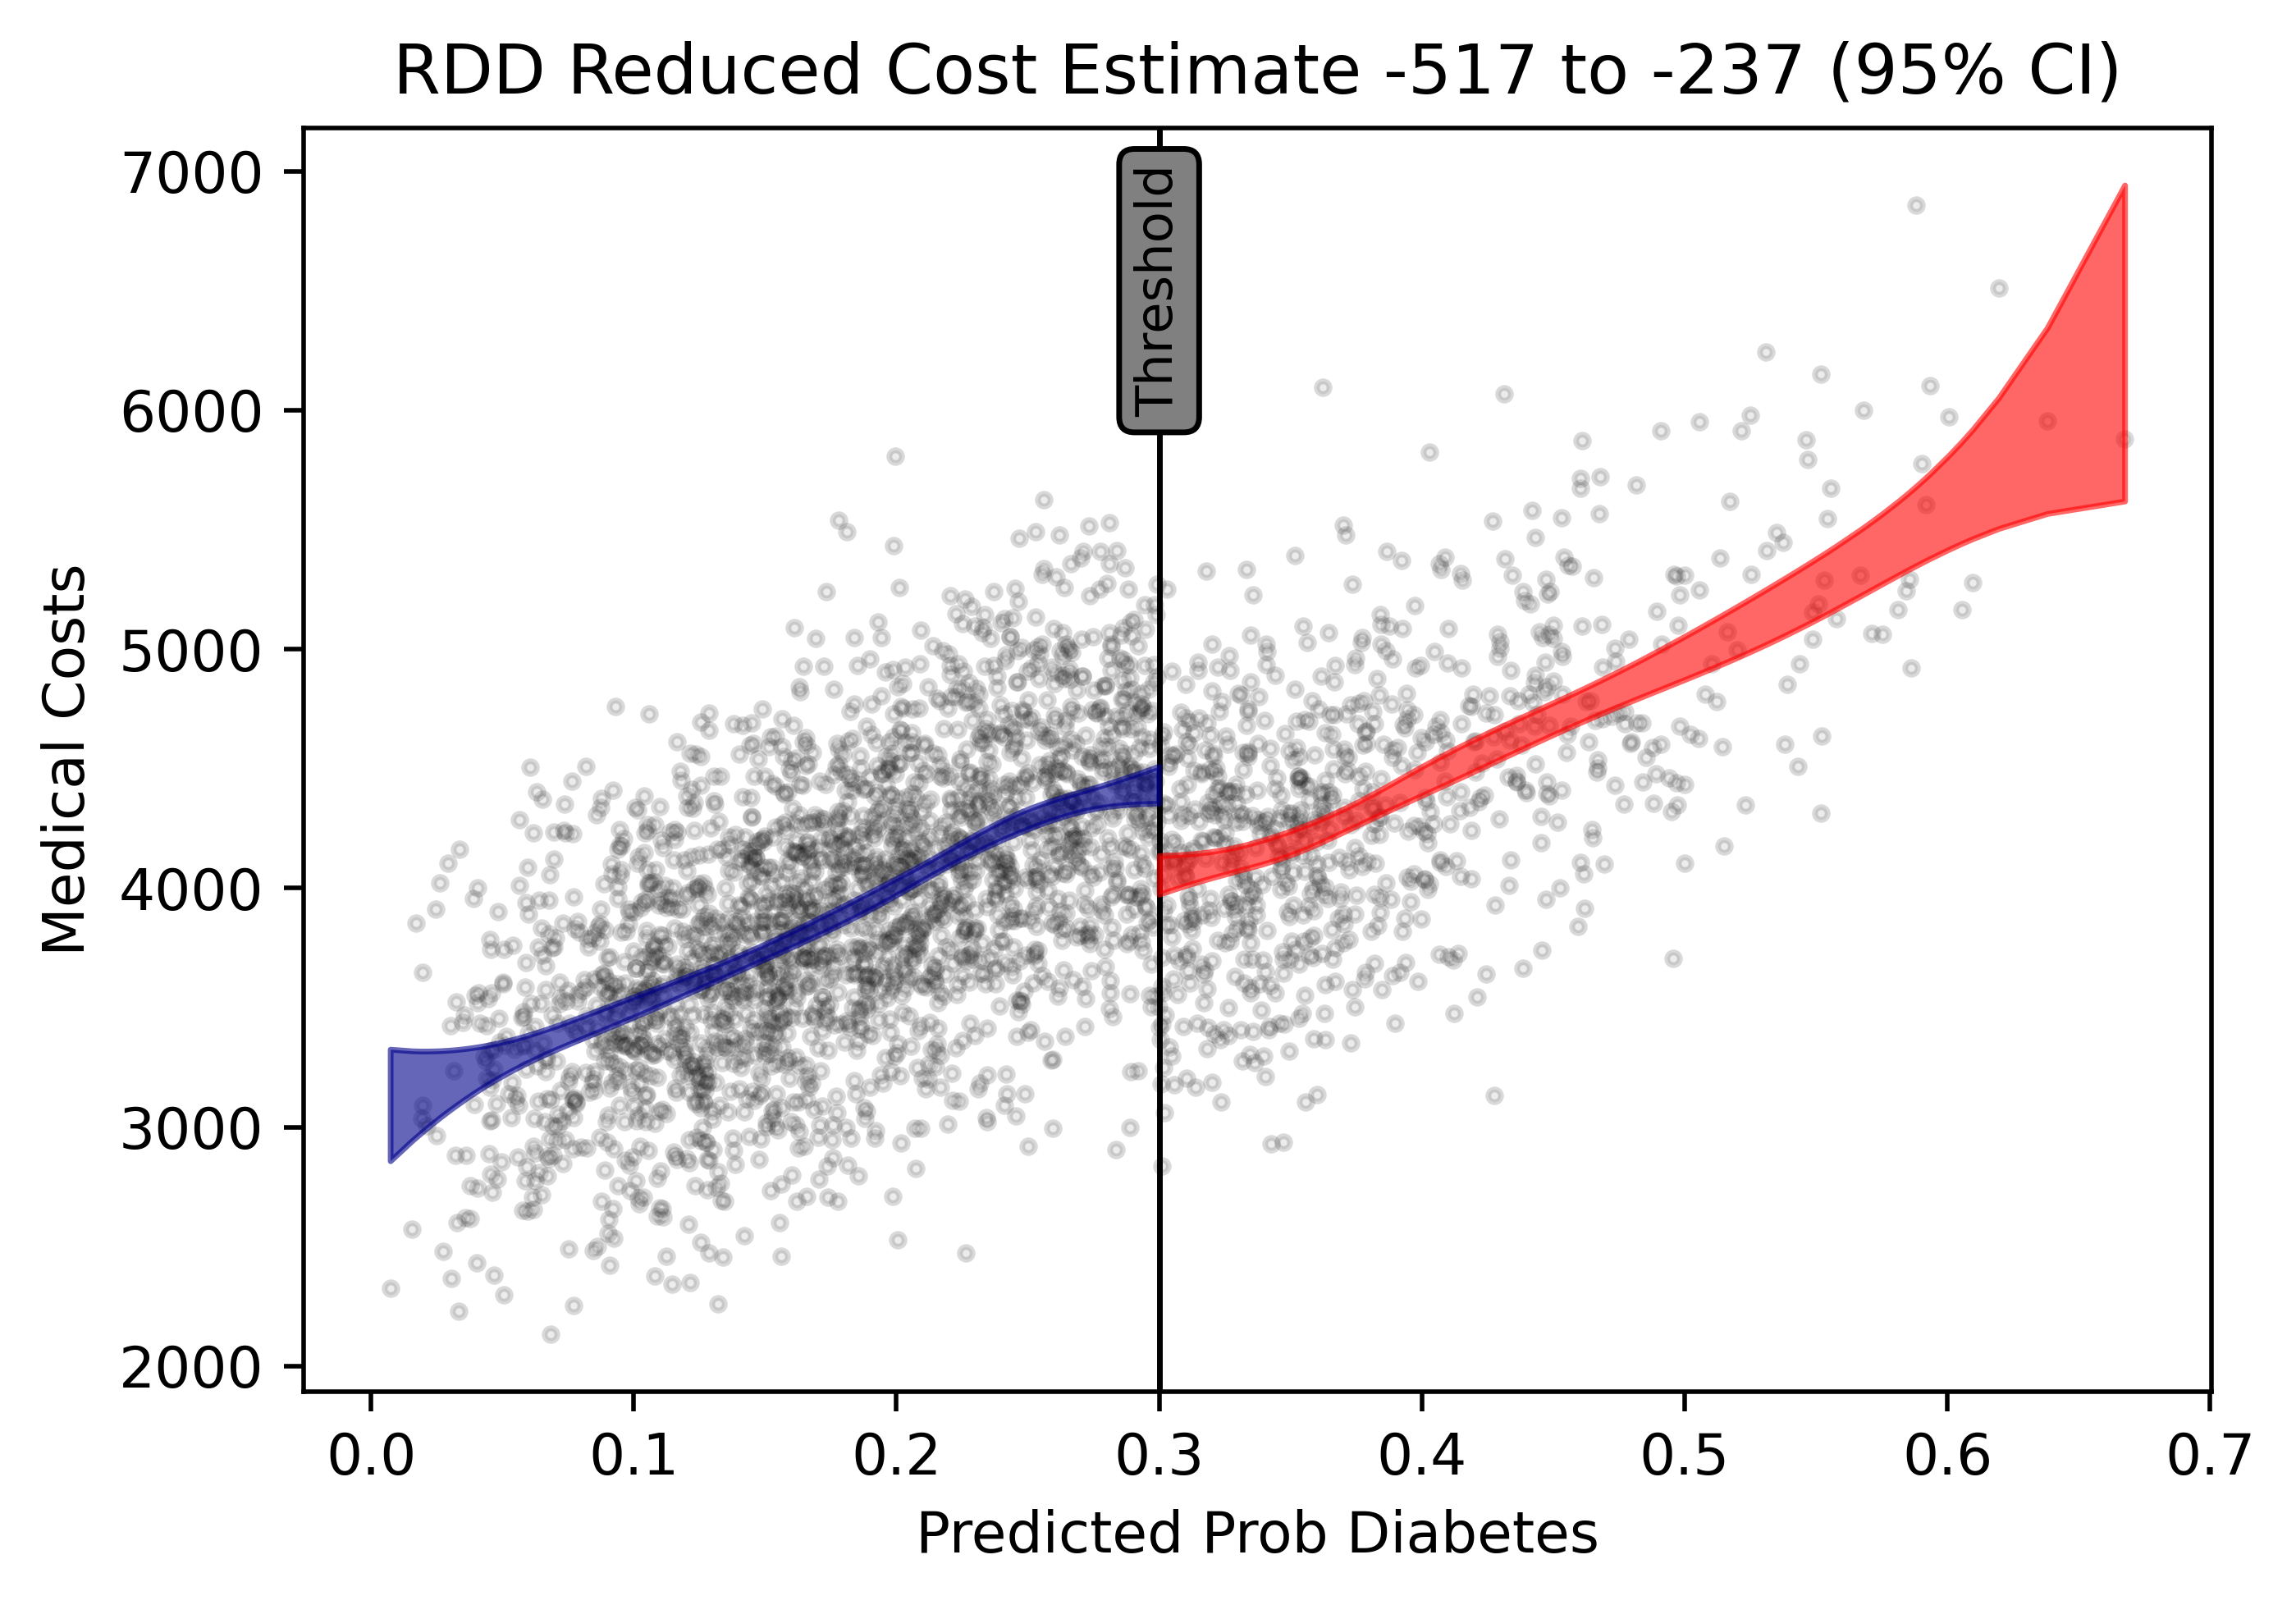 RDD Reduced Cost Estimate -517 to -237 (95% CI)
7000
6000
5000
4000
3000
2000
Medical Costs
Threshold
0.0 0.1 0.2 0.3 0.4 0.5 0.6 0.7
Predicted Prob Diabetes